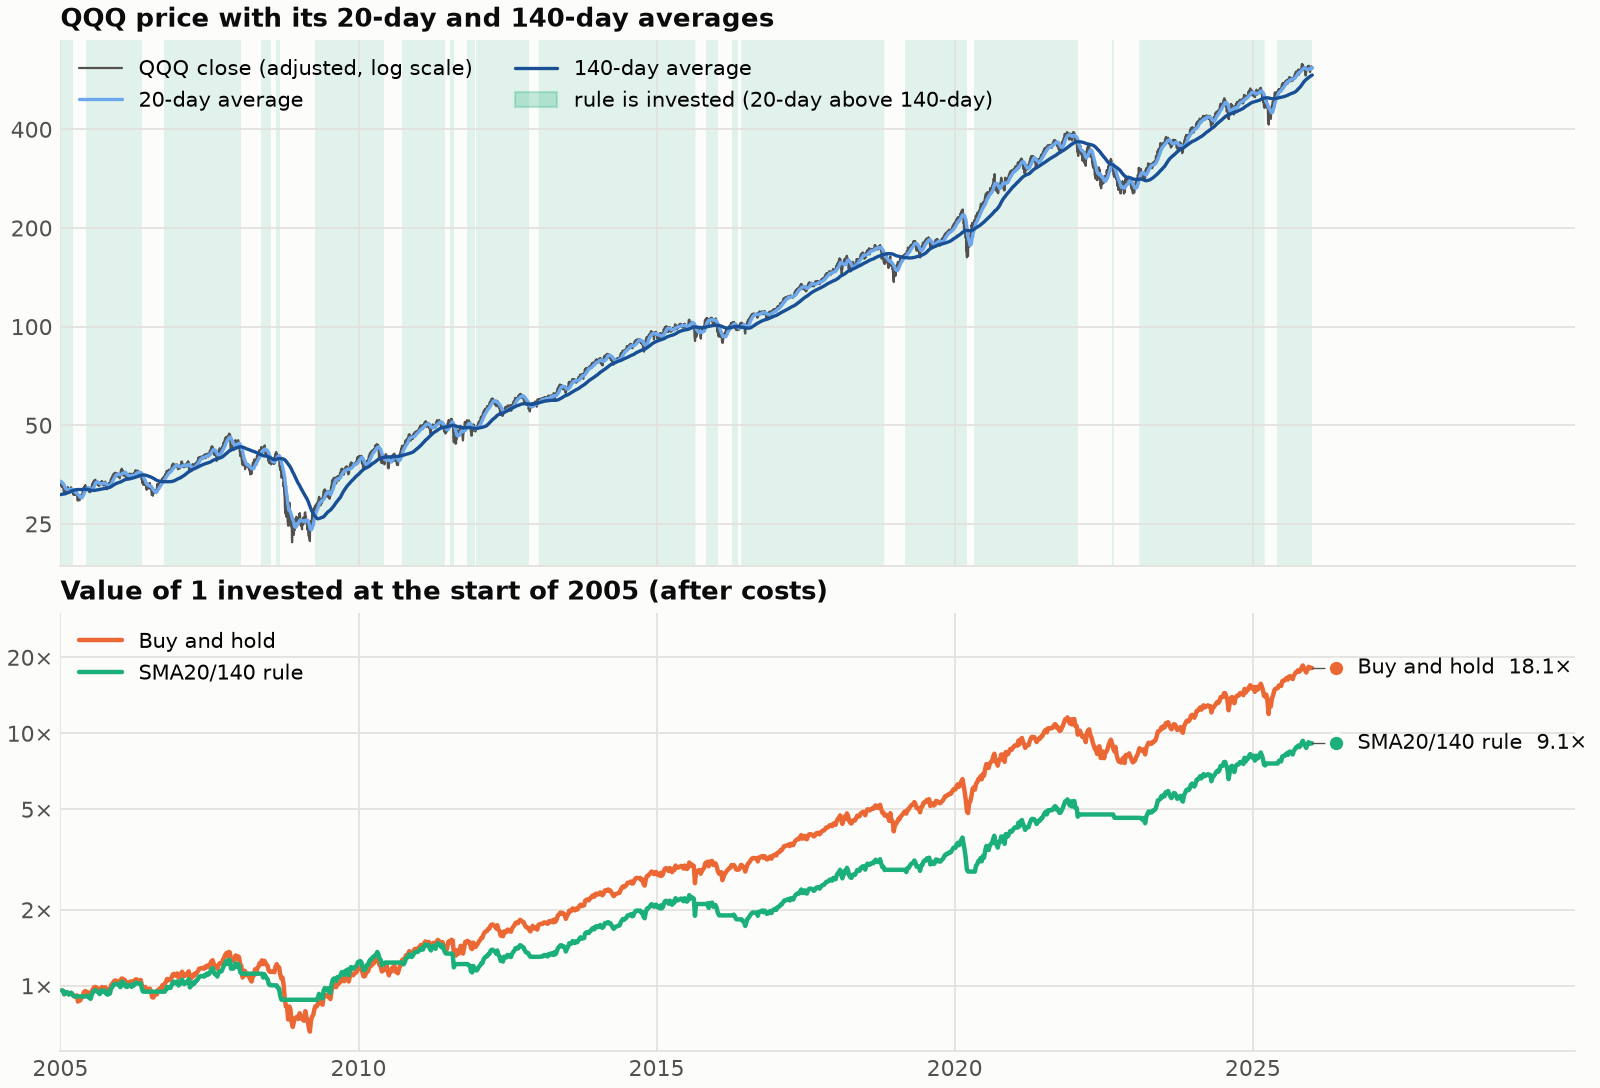 QQQ price with its 20-day and 140-day averages
QQQ close (adjusted, log scale)
20-day average
140-day average
rule is invested (20-day above 140-day)
400
200
100
50
25
Value of 1 invested at the start of 2005 (after costs)
Buy and hold
SMA20/140 rule
20×
10×
5×
2×
1×
Buy and hold 18.1×
SMA20/140 rule 9.1×
2005 2010 2015 2020 2025